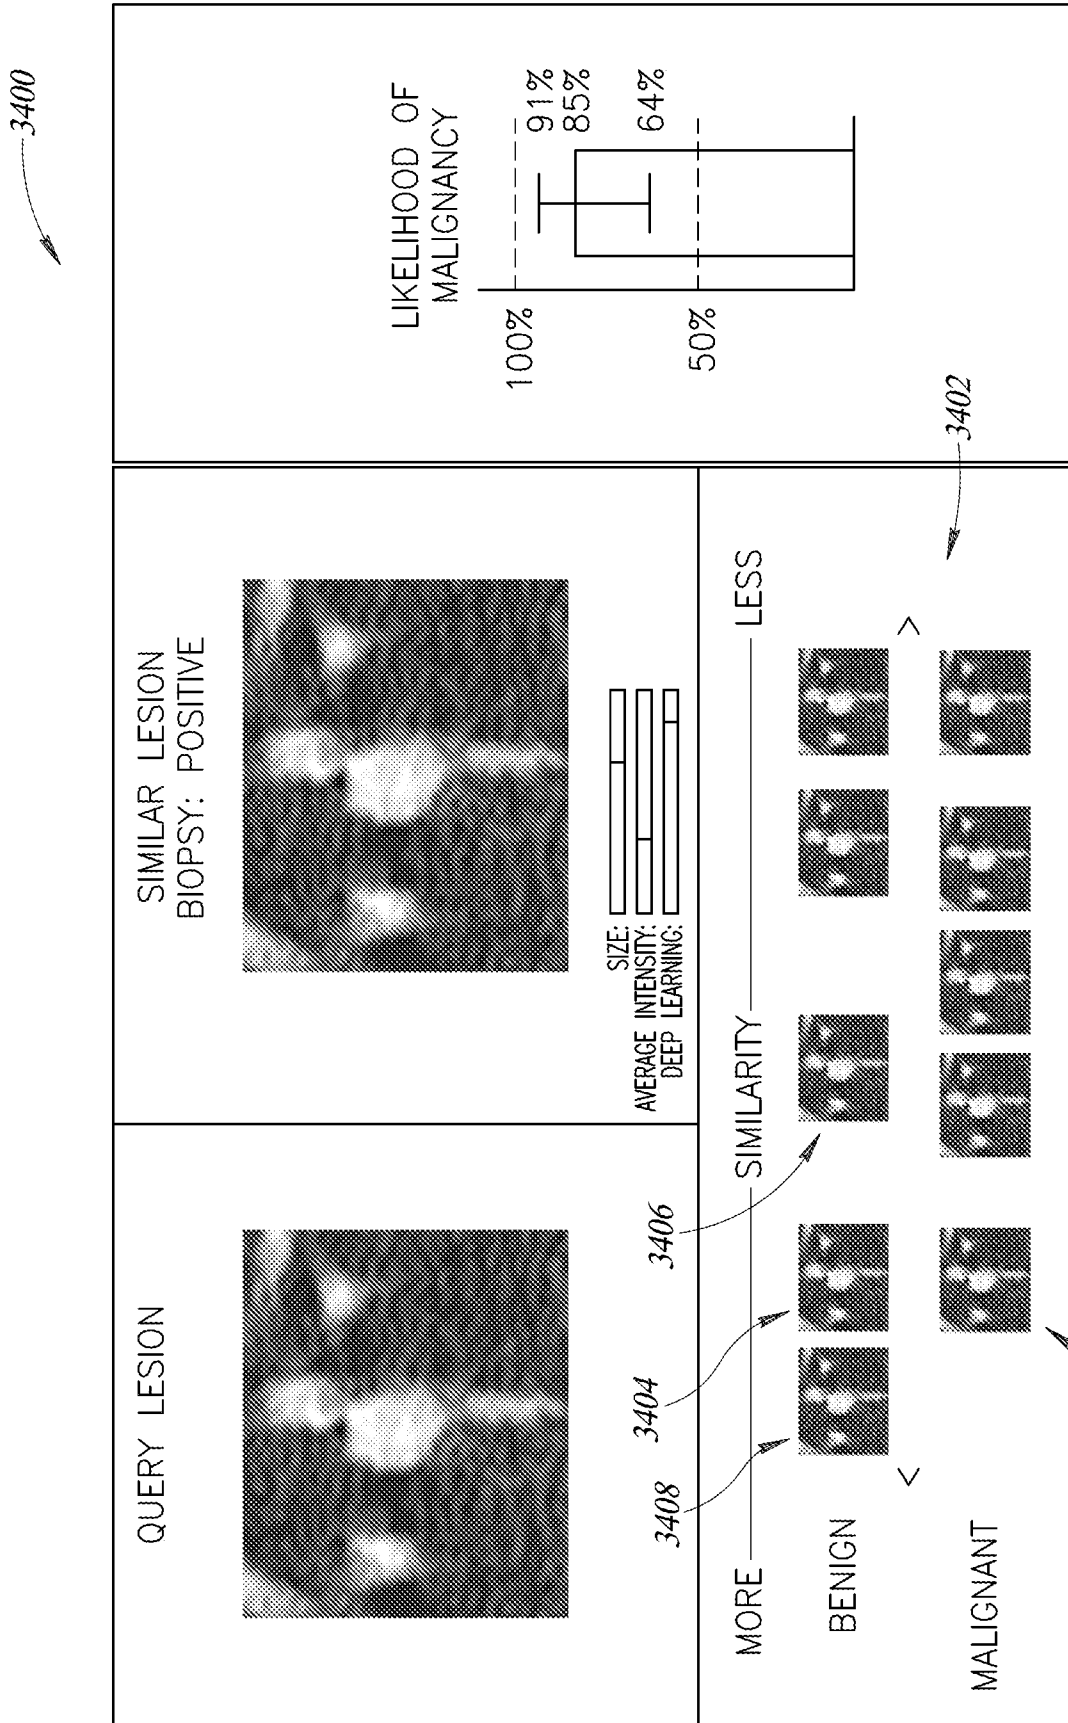 3400
QUERY LESION
SIMILAR LESION
BIOPSY: POSITIVE
SIZE:
AVERAGE INTENSITY:
DEEP LEARNING:
LIKELIHOOD OF
MALIGNANCY
100%
91%
85%
64%
50%
3408
3404
3406
MORE SIMILARITY LESS
BENIGN
< >
MALIGNANT
3402